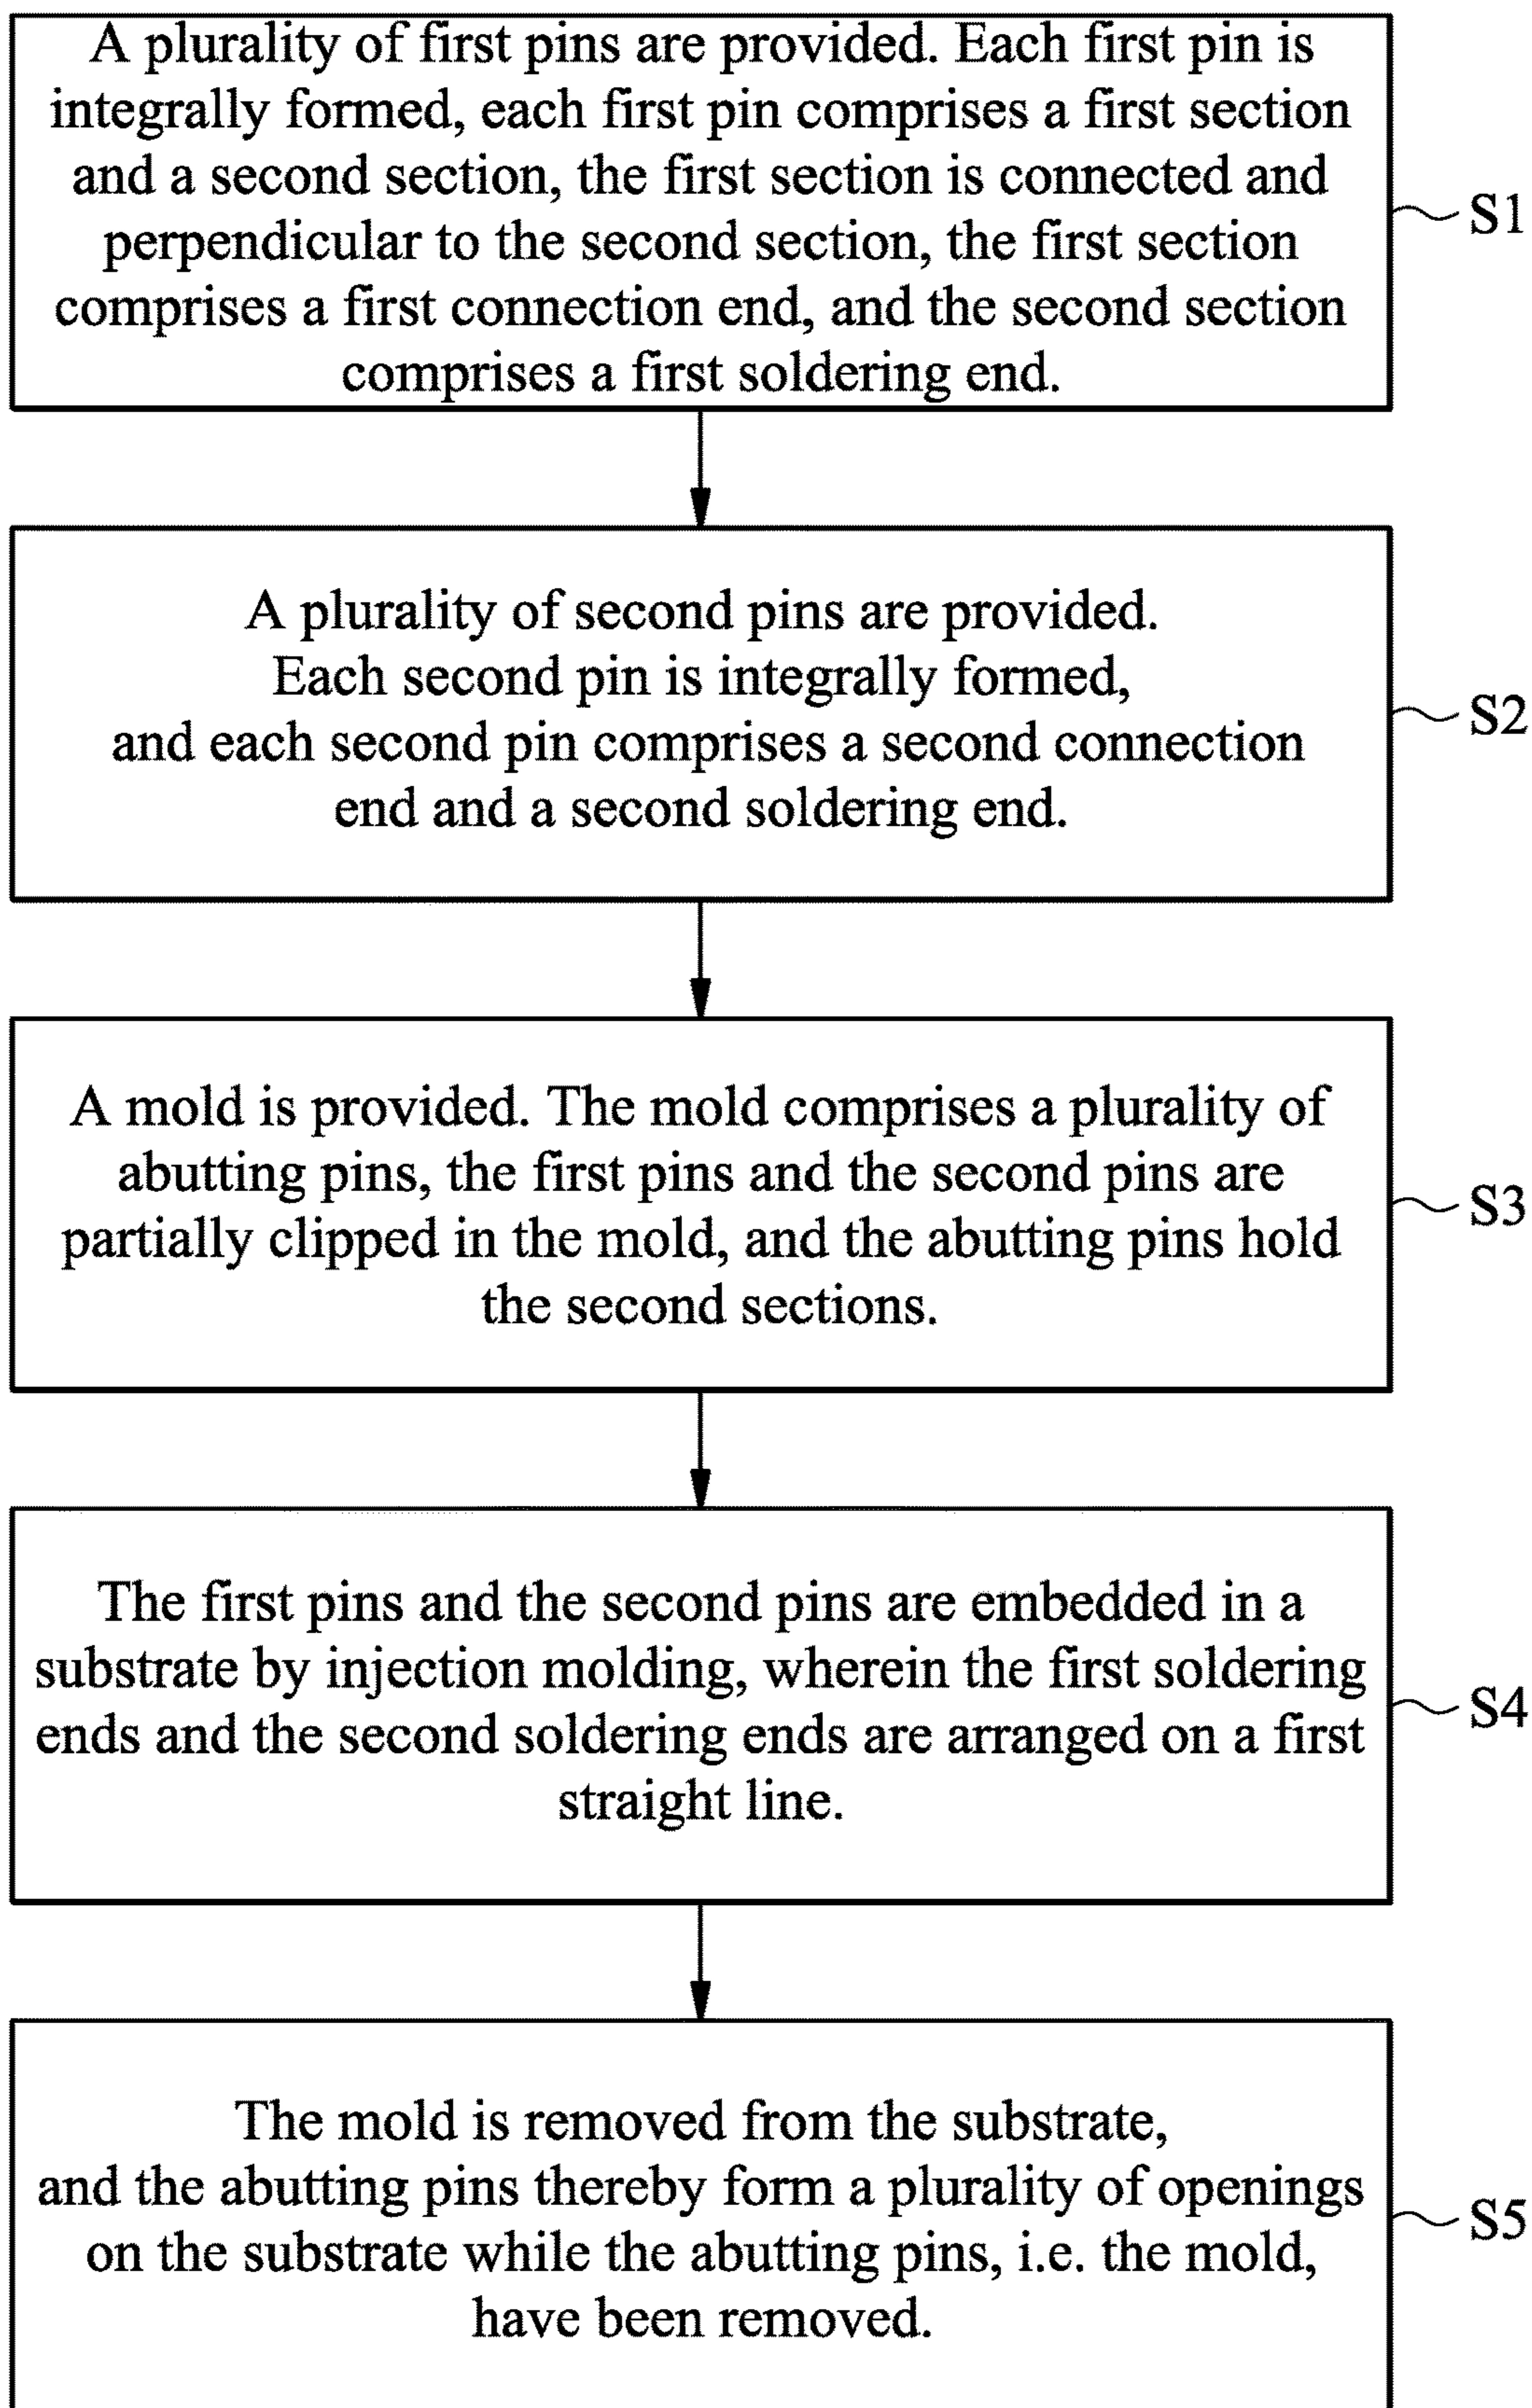 A plurality of first pins are provided. Each first pin is
integrally formed, each first pin comprises a first section
and a second section, the first section is connected and
perpendicular to the second section, the first section
comprises a first connection end, and the second section
comprises a first soldering end.
S1
A plurality of second pins are provided.
Each second pin is integrally formed,
and each second pin comprises a second connection
end and a second soldering end.
S2
A mold is provided. The mold comprises a plurality of
abutting pins, the first pins and the second pins are
partially clipped in the mold, and the abutting pins hold
the second sections.
S3
The first pins and the second pins are embedded in a
substrate by injection molding, wherein the first soldering
ends and the second soldering ends are arranged on a first
straight line.
S4
The mold is removed from the substrate,
and the abutting pins thereby form a plurality of openings
on the substrate while the abutting pins, i.e. the mold,
have been removed.
S5